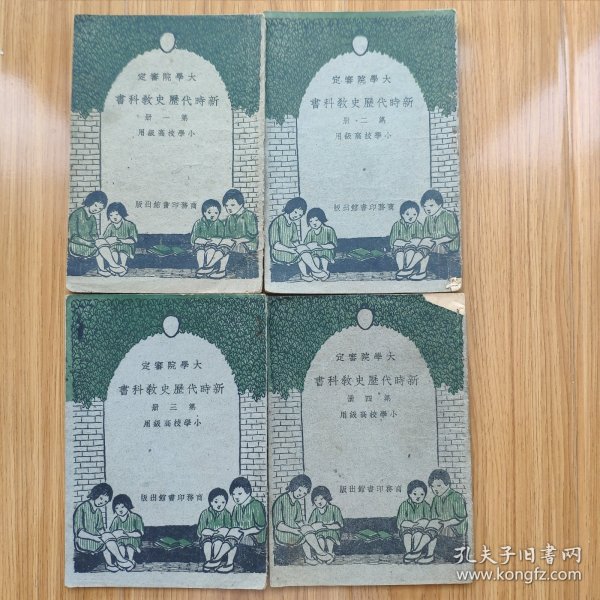 大學院審定
新時代歷史教科書
第一册
小學校高級用
商務印書館出版
大學院審定
新時代歷史教科書
第二册
小學校高級用
商務印書館出版
大學院審定
新時代歷史教科書
第三册
小學校高級用
商務印書館出版
大學院審定
新時代歷史教科書
第四册
小學校高級用
商務印書館出版
孔夫子旧書网
www.kongfz.com